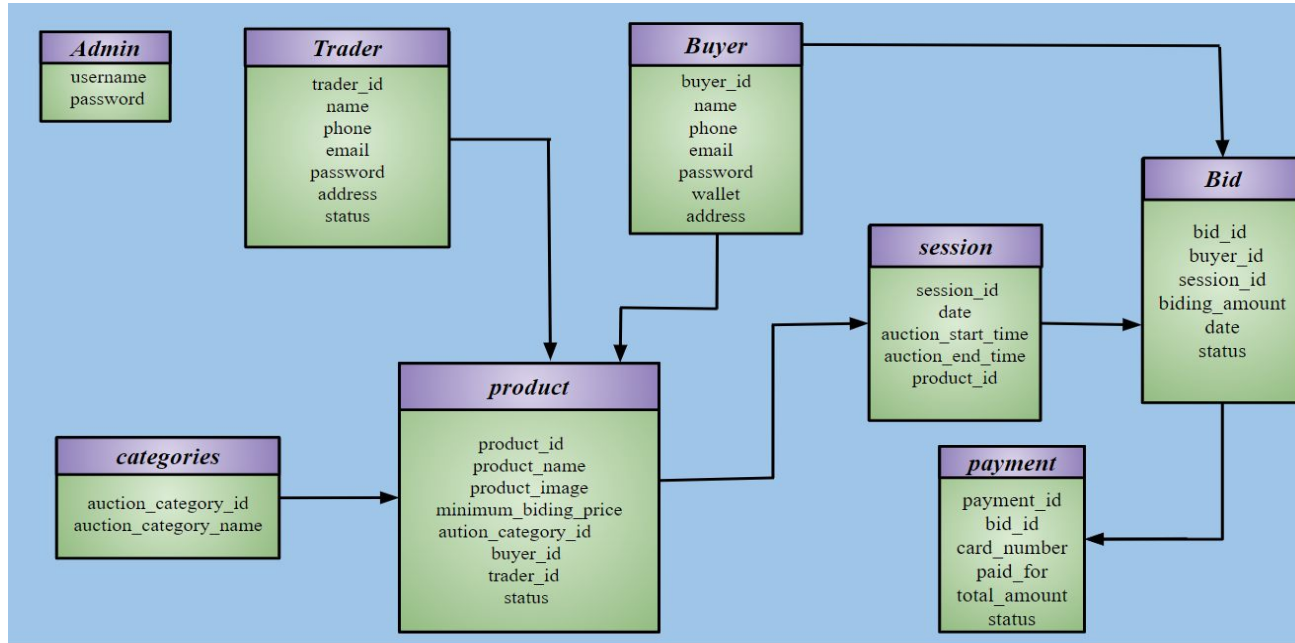 Admin
username
password
Trader
trader_id
name
phone
email
password
address
status
Buyer
buyer_id
name
phone
email
password
wallet
address
Bid
bid_id
buyer_id
session_id
biding_amount
date
status
session
session_id
date
auction_start_time
auction_end_time
product_id
product
product_id
product_name
product_image
minimum_biding_price
aution_category_id
buyer_id
trader_id
status
categories
auction_category_id
auction_category_name
payment
payment_id
bid_id
card_number
paid_for
total_amount
status